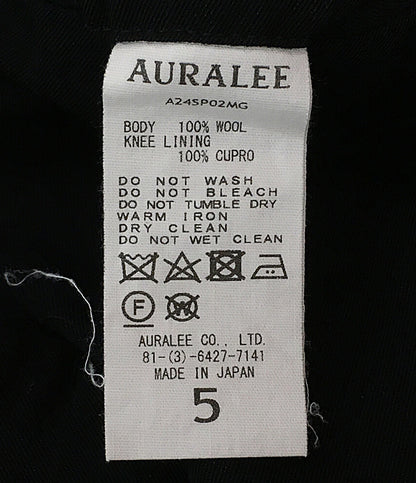 AURALEE
A24SP02MG
BODY 100% WOOL
KNEE LINING
100% CUPRO
DO NOT WASH
DO NOT BLEACH
DO NOT TUMBLE DRY
WARM IRON
DRY CLEAN
DO NOT WET CLEAN
F W
AURALEE CO., LTD.
81-(3)-6427-7141
MADE IN JAPAN
5